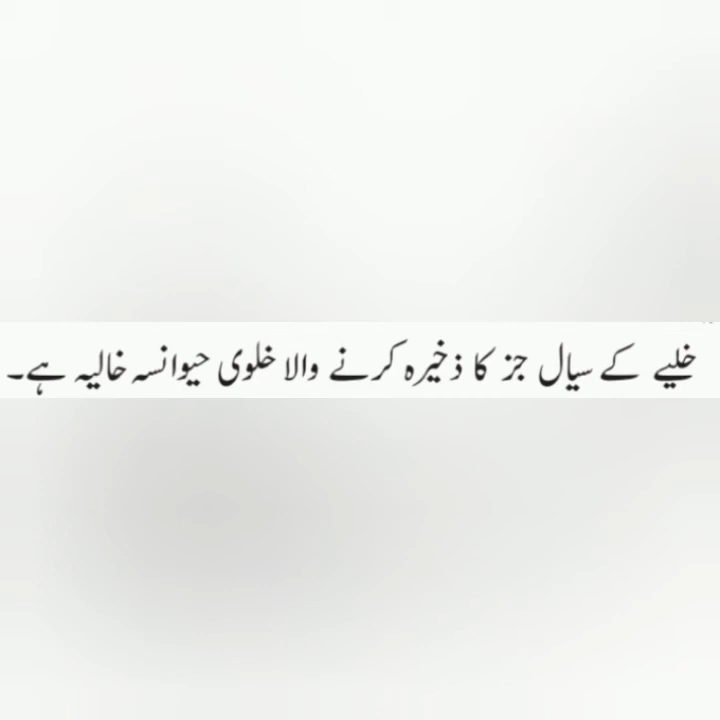 خلیے کے سیال جز کا ذخیرہ کرنے والا خلوی حیوانسہ خالیہ ہے۔